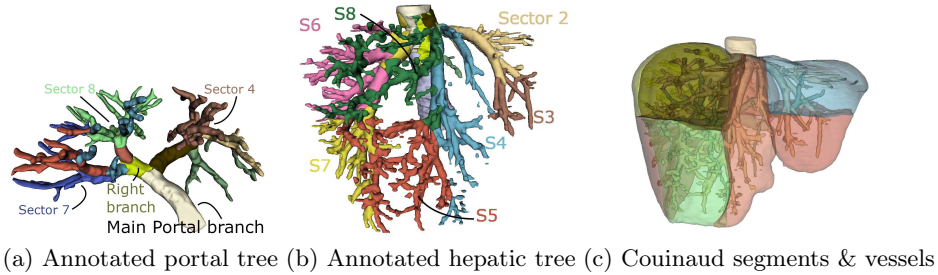 S6
S8
Sector 2
Sector 8
Sector 4
S3
S4
S7
Right
branch
Sector 7
Main Portal branch
S5
(a) Annotated portal tree (b) Annotated hepatic tree (c) Couinaud segments & vessels